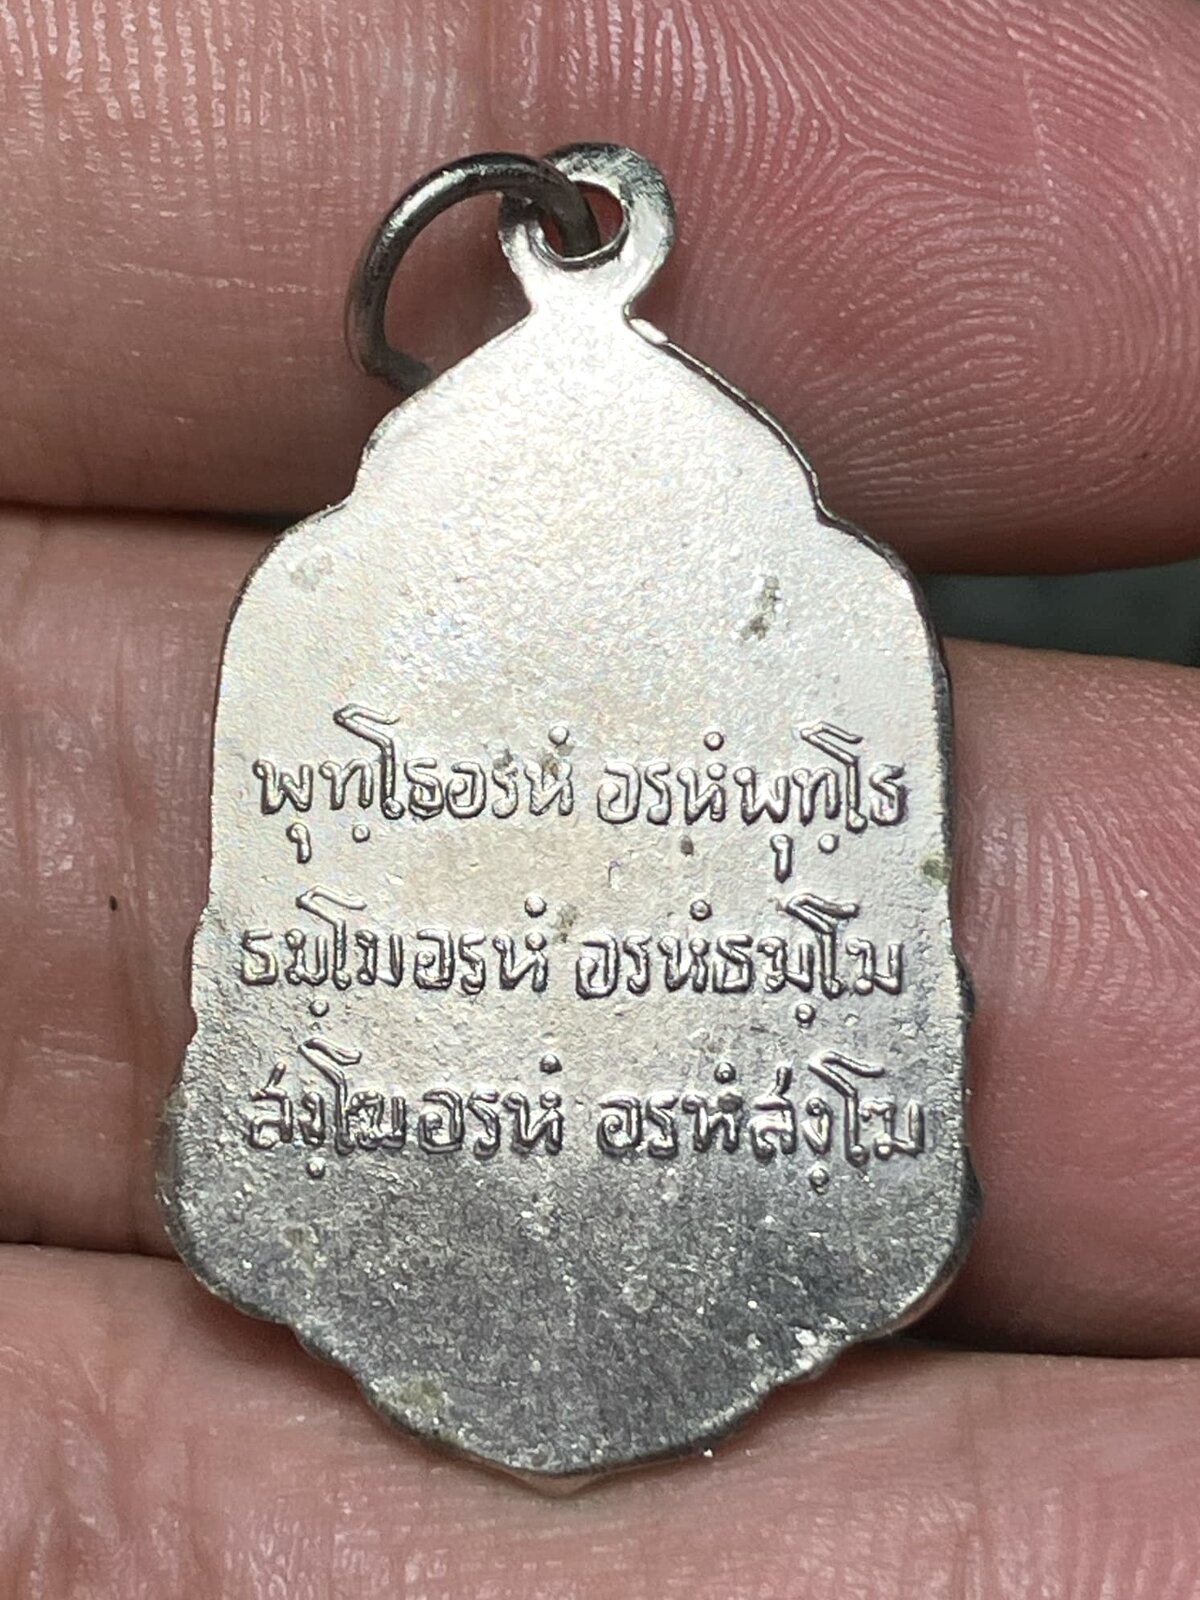 พุทฺโธอรหํ อรหํพุทฺโธ
ธมฺโมอรหํ อรหํธมฺโม
สํงฺโฆอรหํ อรหํสํงฺโฆ